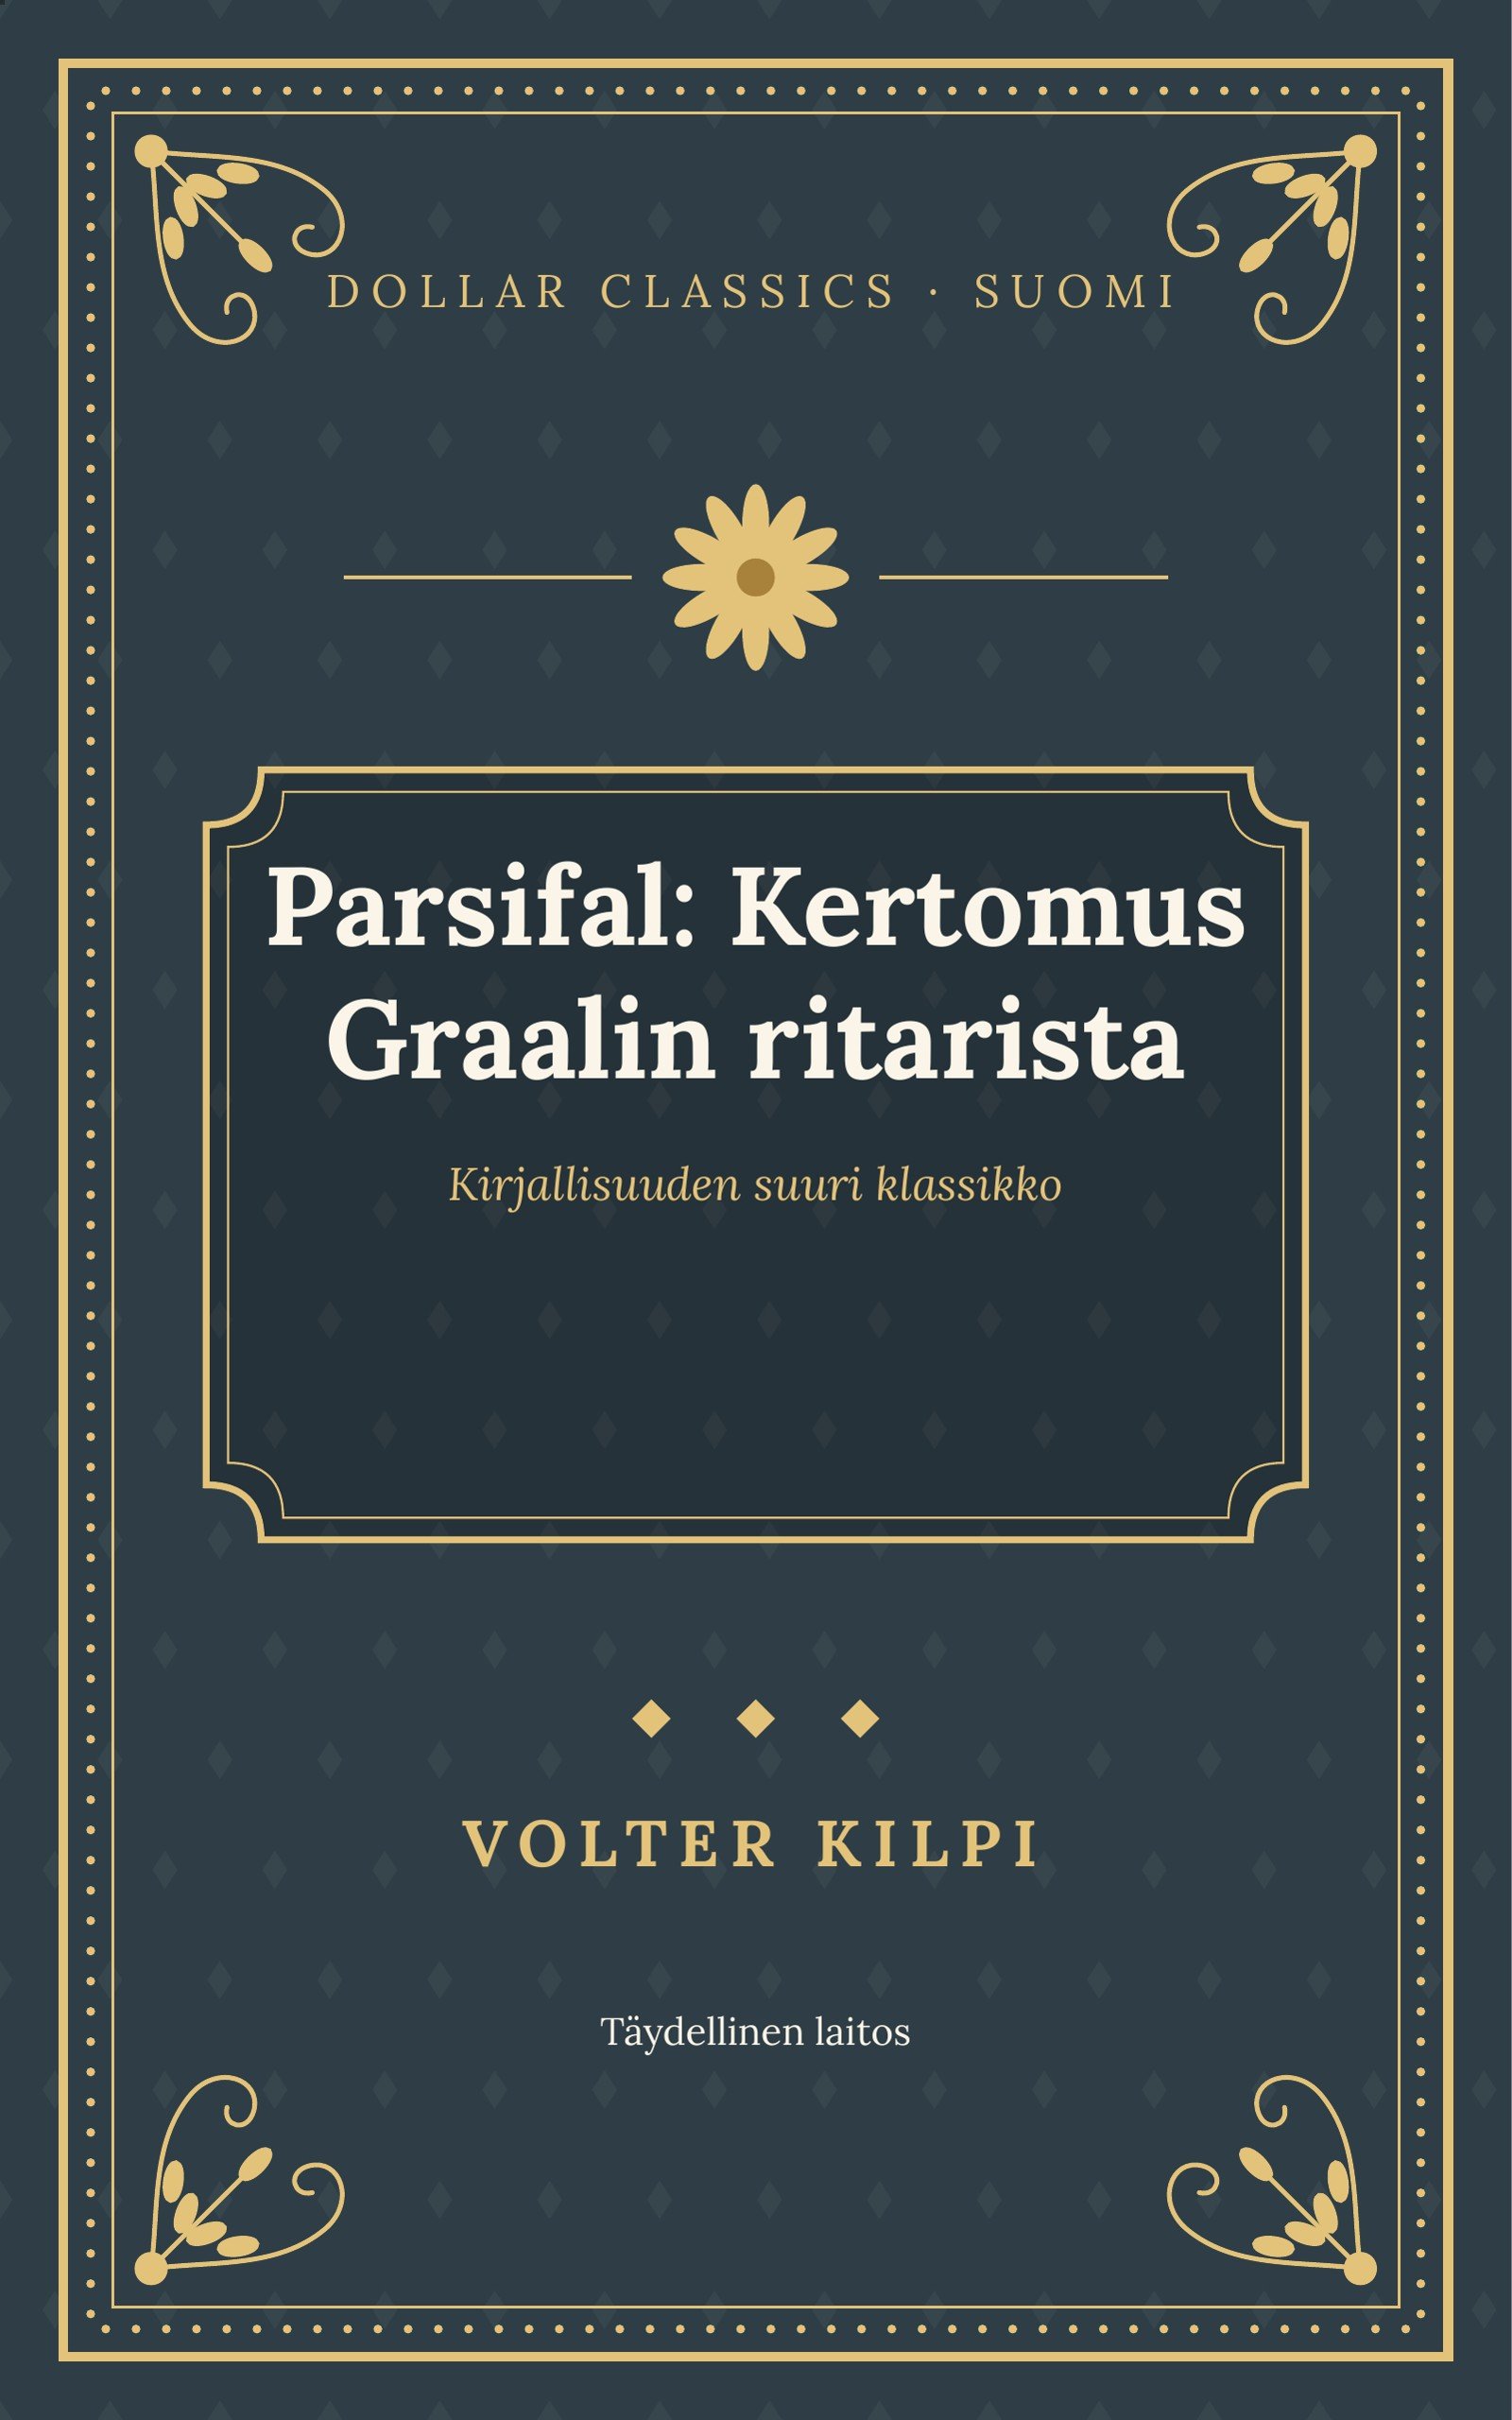 DOLLAR CLASSICS · SUOMI
Parsifal: Kertomus
Graalin ritarista
Kirjallisuuden suuri klassikko
VOLTER KILPI
Täydellinen laitos